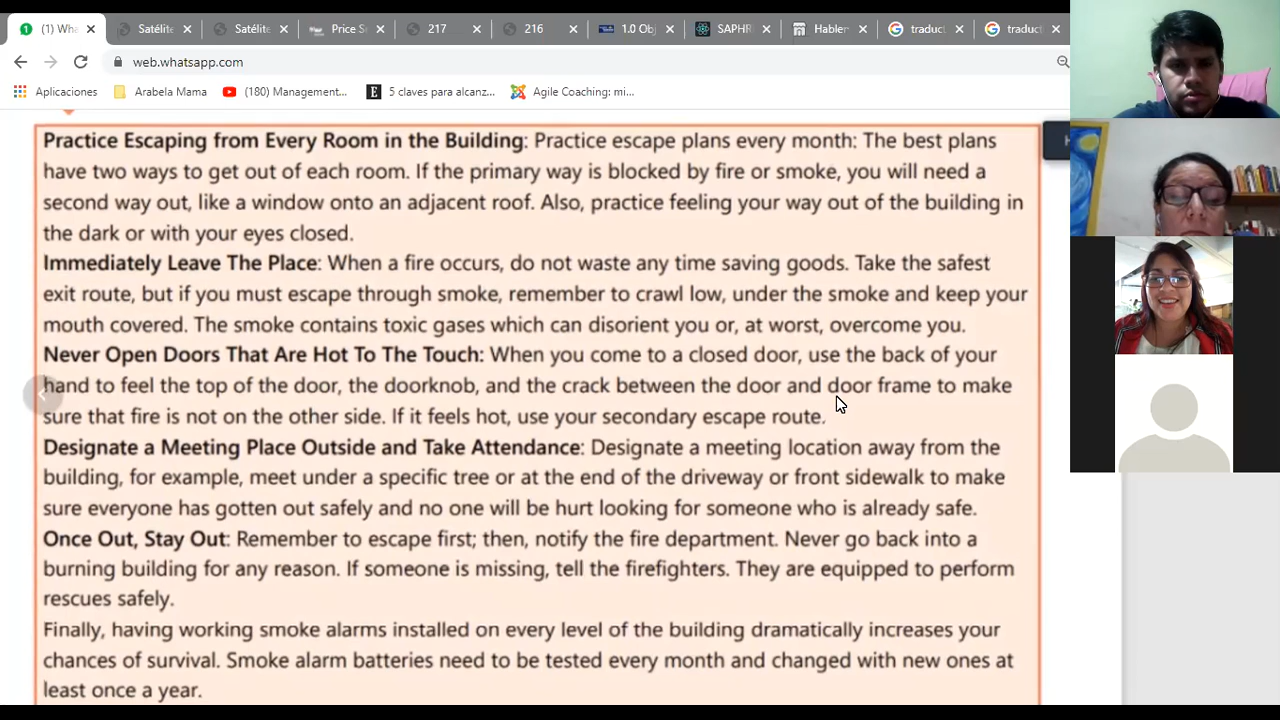 (1) Wha
Satélite
Satélite
Price S
217
216
1.0 Obj
SAPHR
Hablen
traduct
traduct
web.whatsapp.com
Aplicaciones
Arabela Mama
(180) Management...
5 claves para alcanz...
Agile Coaching: mi...
Practice Escaping from Every Room in the Building: Practice escape plans every month: The best plans
have two ways to get out of each room. If the primary way is blocked by fire or smoke, you will need a
second way out, like a window onto an adjacent roof. Also, practice feeling your way out of the building in
the dark or with your eyes closed.
Immediately Leave The Place: When a fire occurs, do not waste any time saving goods. Take the safest
exit route, but if you must escape through smoke, remember to crawl low, under the smoke and keep your
mouth covered. The smoke contains toxic gases which can disorient you or, at worst, overcome you.
Never Open Doors That Are Hot To The Touch: When you come to a closed door, use the back of your
hand to feel the top of the door, the doorknob, and the crack between the door and door frame to make
sure that fire is not on the other side. If it feels hot, use your secondary escape route.
Designate a Meeting Place Outside and Take Attendance: Designate a meeting location away from the
building, for example, meet under a specific tree or at the end of the driveway or front sidewalk to make
sure everyone has gotten out safely and no one will be hurt looking for someone who is already safe.
Once Out, Stay Out: Remember to escape first; then, notify the fire department. Never go back into a
burning building for any reason. If someone is missing, tell the firefighters. They are equipped to perform
rescues safely.
Finally, having working smoke alarms installed on every level of the building dramatically increases your
chances of survival. Smoke alarm batteries need to be tested every month and changed with new ones at
least once a year.